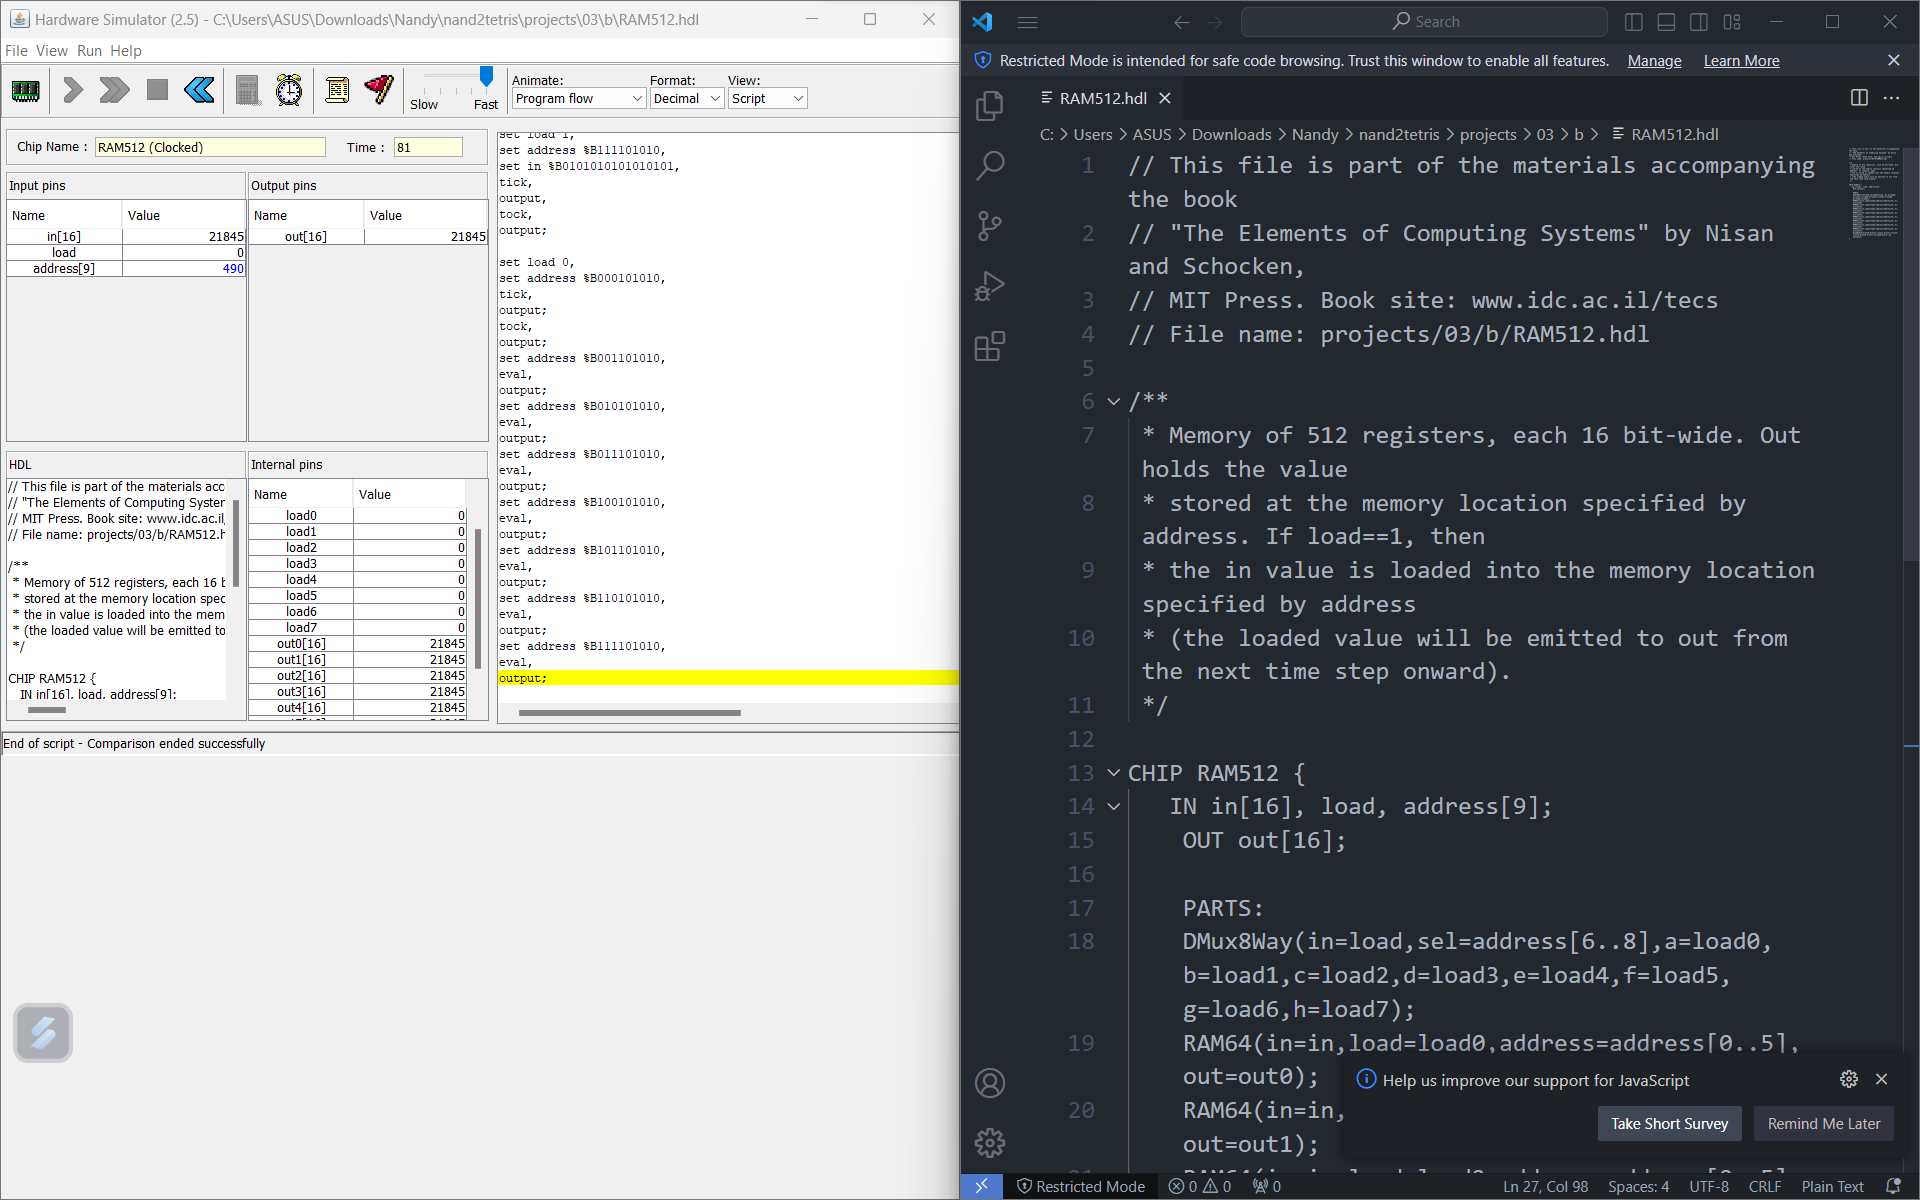 Hardware Simulator (2.5) - C:\Users\ASUS\Downloads\Nandy\nand2tetris\projects\03\b\RAM512.hdl
File View Run Help
Slow Fast
Animate: Format: View:
Program flow Decimal Script
Chip Name : RAM512 (Clocked) Time : 81
Input pins
Name Value
in[16] 21845
load 0
address[9] 490
Output pins
Name Value
out[16] 21845
HDL
// This file is part of the materials acc
// "The Elements of Computing System
// MIT Press. Book site: www.idc.ac.il/
// File name: projects/03/b/RAM512.h
/**
* Memory of 512 registers, each 16 b
* stored at the memory location spec
* the in value is loaded into the mem
* (the loaded value will be emitted to
*/
CHIP RAM512 {
IN in[16], load, address[9];
Internal pins
Name Value
load0 0
load1 0
load2 0
load3 0
load4 0
load5 0
load6 0
load7 0
out0[16] 21845
out1[16] 21845
out2[16] 21845
out3[16] 21845
out4[16] 21845
set load 1,
set address %B111101010,
set in %B0101010101010101,
tick,
output,
tock,
output;
set load 0,
set address %B000101010,
tick,
output;
tock,
output;
set address %B001101010,
eval,
output;
set address %B010101010,
eval,
output;
set address %B011101010,
eval,
output;
set address %B100101010,
eval,
output;
set address %B101101010,
eval,
output;
set address %B110101010,
eval,
output;
set address %B111101010,
eval,
output;
End of script - Comparison ended successfully
Search
Restricted Mode is intended for safe code browsing. Trust this window to enable all features. Manage Learn More
RAM512.hdl
C: > Users > ASUS > Downloads > Nandy > nand2tetris > projects > 03 > b > RAM512.hdl
1 // This file is part of the materials accompanying
the book
2 // "The Elements of Computing Systems" by Nisan
and Schocken,
3 // MIT Press. Book site: www.idc.ac.il/tecs
4 // File name: projects/03/b/RAM512.hdl
5
6 /**
7 * Memory of 512 registers, each 16 bit-wide. Out
holds the value
8 * stored at the memory location specified by
address. If load==1, then
9 * the in value is loaded into the memory location
specified by address
10 * (the loaded value will be emitted to out from
the next time step onward).
11 */
12
13 CHIP RAM512 {
14 IN in[16], load, address[9];
15 OUT out[16];
16
17 PARTS:
18 DMux8Way(in=load,sel=address[6..8],a=load0,
b=load1,c=load2,d=load3,e=load4,f=load5,
g=load6,h=load7);
19 RAM64(in=in,load=load0,address=address[0..5],
out=out0);
20 RAM64(in=in,
out=out1);
Help us improve our support for JavaScript
Take Short Survey Remind Me Later
Restricted Mode 0 0 0 Ln 27, Col 98 Spaces: 4 UTF-8 CRLF Plain Text